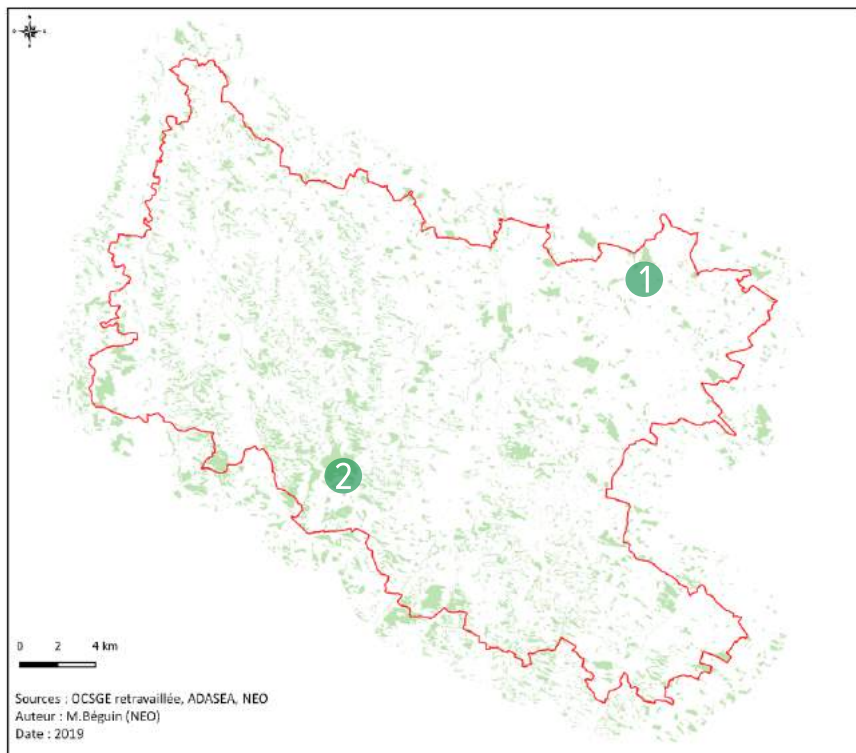 1
2
0 2 4 km
Sources : OCSGE retravaillée, ADASEA, NEO
Auteur : M.Béguin (NEO)
Date : 2019